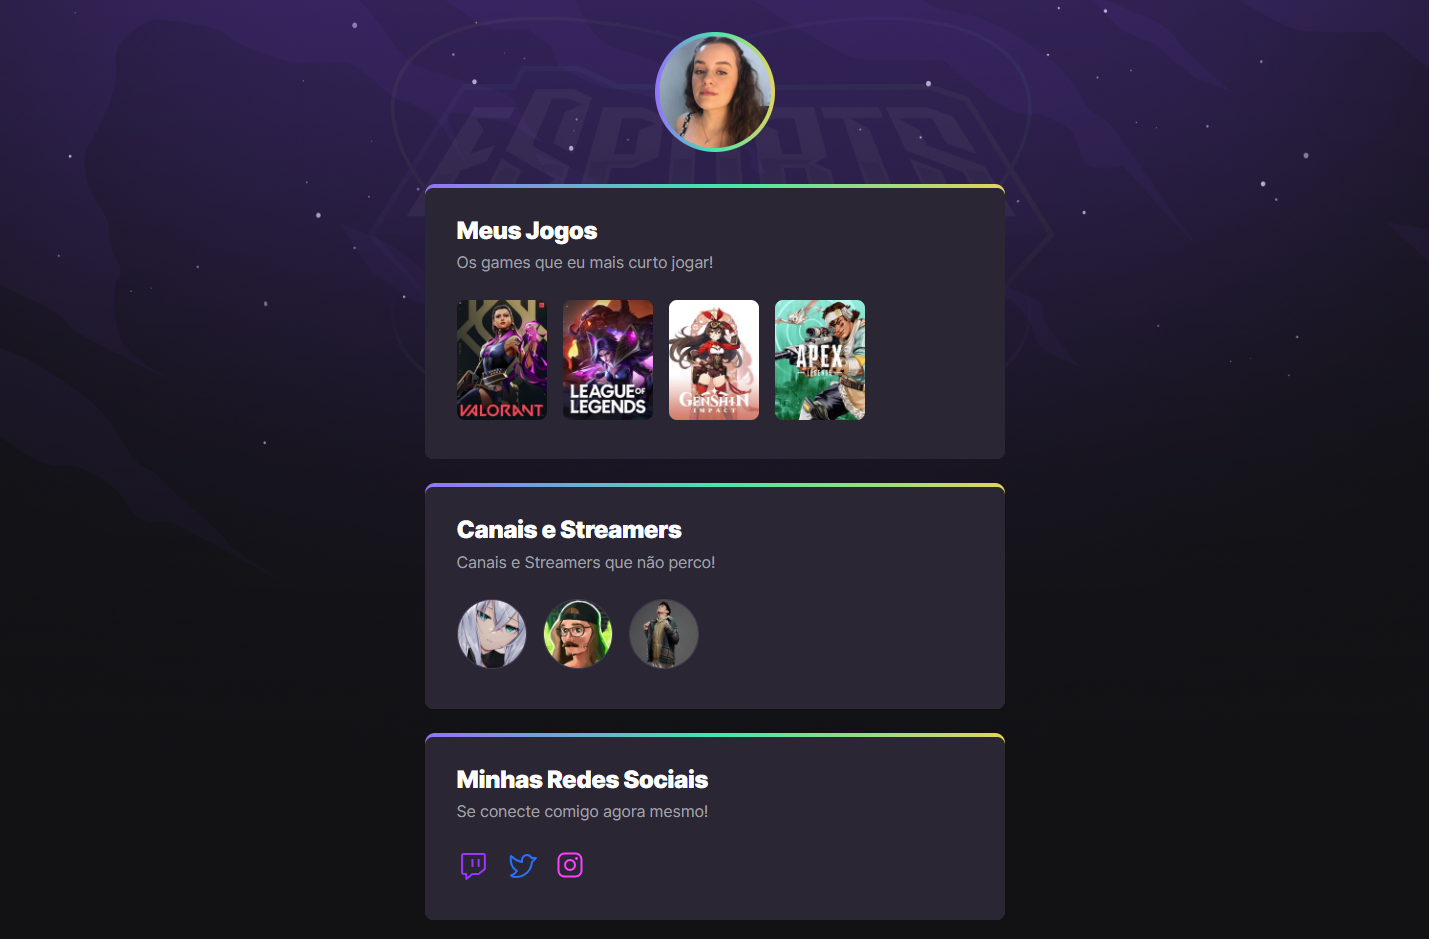 ESPORTS
Meus Jogos
Os games que eu mais curto jogar!
VALORANT
LEAGUE OF
LEGENDS
GENSHIN
IMPACT
APEX
LEGENDS
Canais e Streamers
Canais e Streamers que não perco!
Minhas Redes Sociais
Se conecte comigo agora mesmo!